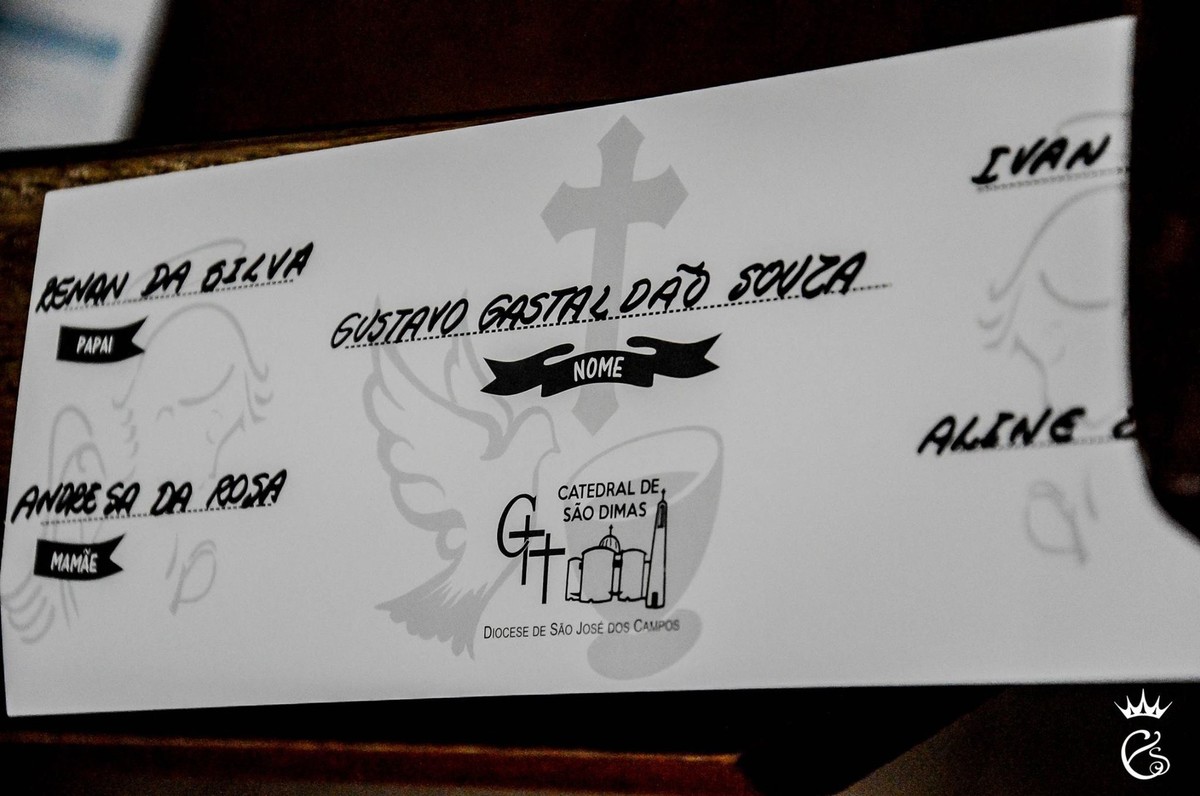 RENAN DA SILVA
PAPAI
ANDRESA DA ROSA
MAMÃE
GUSTAVO GASTALDÃO SOUZA
NOME
CATEDRAL DE
SÃO DIMAS
DIOCESE DE SÃO JOSÉ DOS CAMPOS
IVAN
ALINE